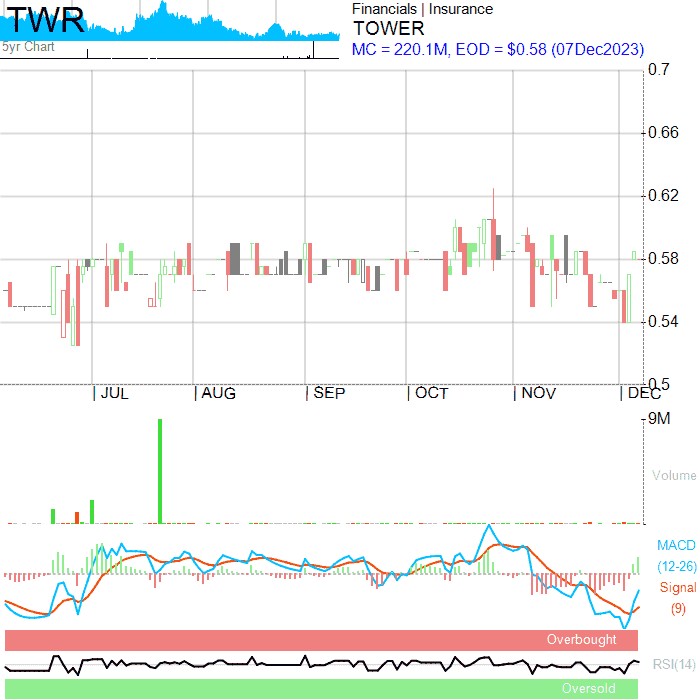 TWR
5yr Chart
Financials | Insurance
TOWER
MC = 220.1M, EOD = $0.58 (07Dec2023)
0.7
0.66
0.62
0.58
0.54
0.5
JUL AUG SEP OCT NOV DEC
9M
Volume
MACD
(12-26)
Signal
(9)
Overbought
RSI(14)
Oversold